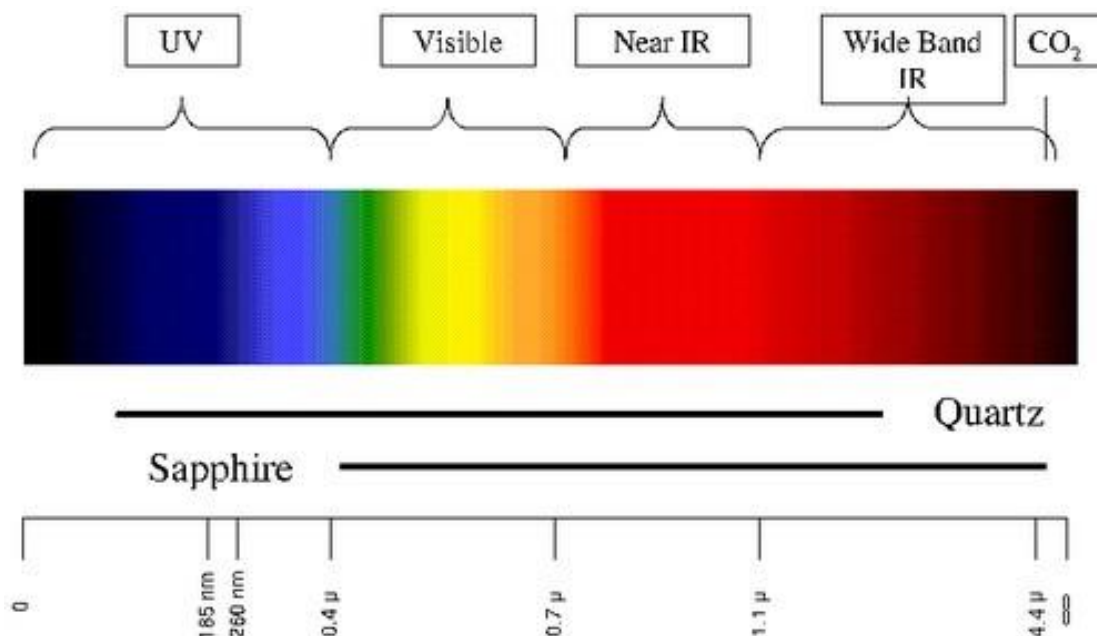 UV
Visible
Near IR
Wide Band
IR
CO₂
Quartz
Sapphire
0
185 nm
260 nm
0.4 μ
0.7 μ
1.1 μ
4.4 μ
∞